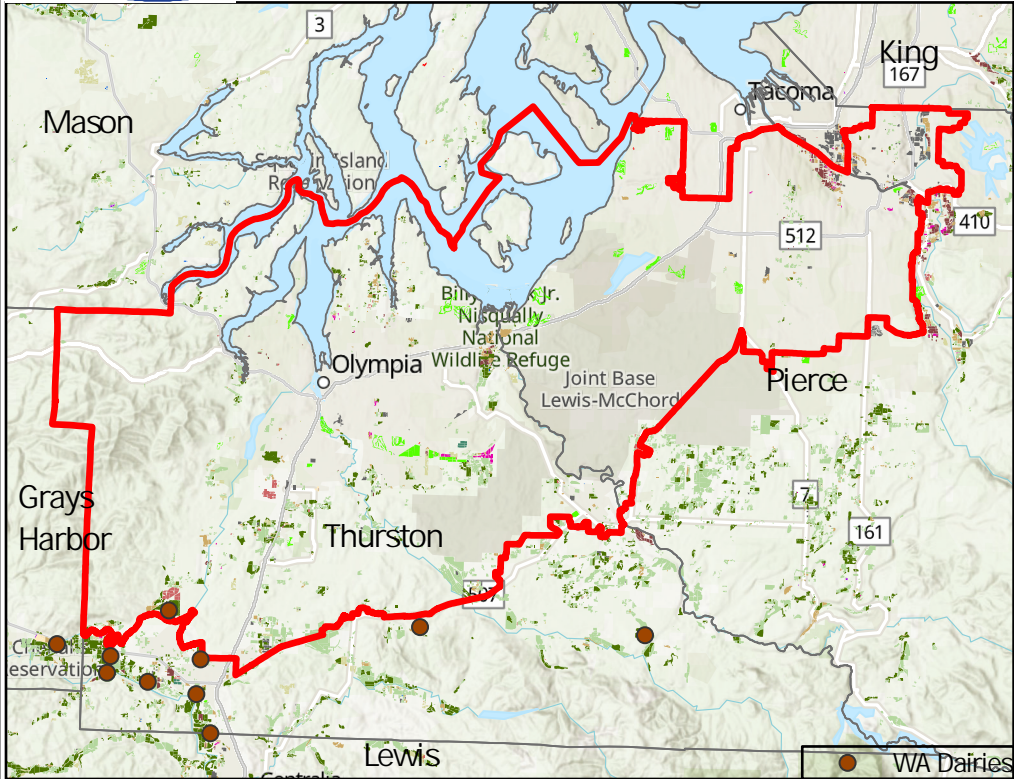 3
King
167
Tacoma
Mason
Island
410
512
Nisqually
National
Wildlife Refuge
Olympia
Joint Base
Lewis-McChord
Pierce
Grays
Harbor
7
Thurston
161
507
Lewis
WA Dairies